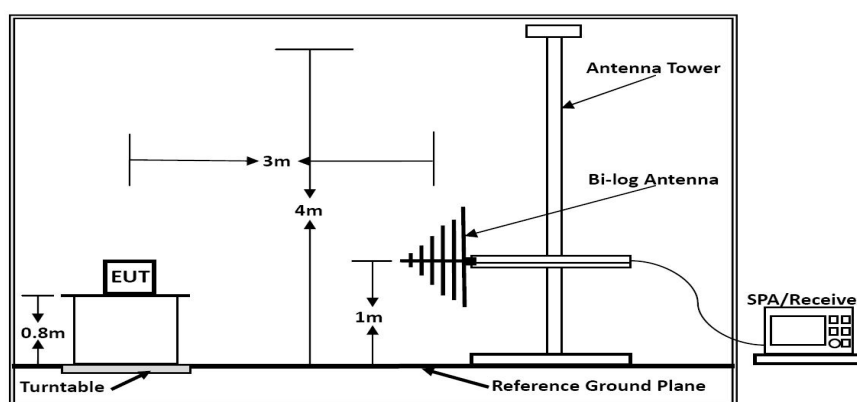 Antenna Tower
3m
Bi-log Antenna
4m
EUT
SPA/Receive
0.8m
1m
Turntable
Reference Ground Plane